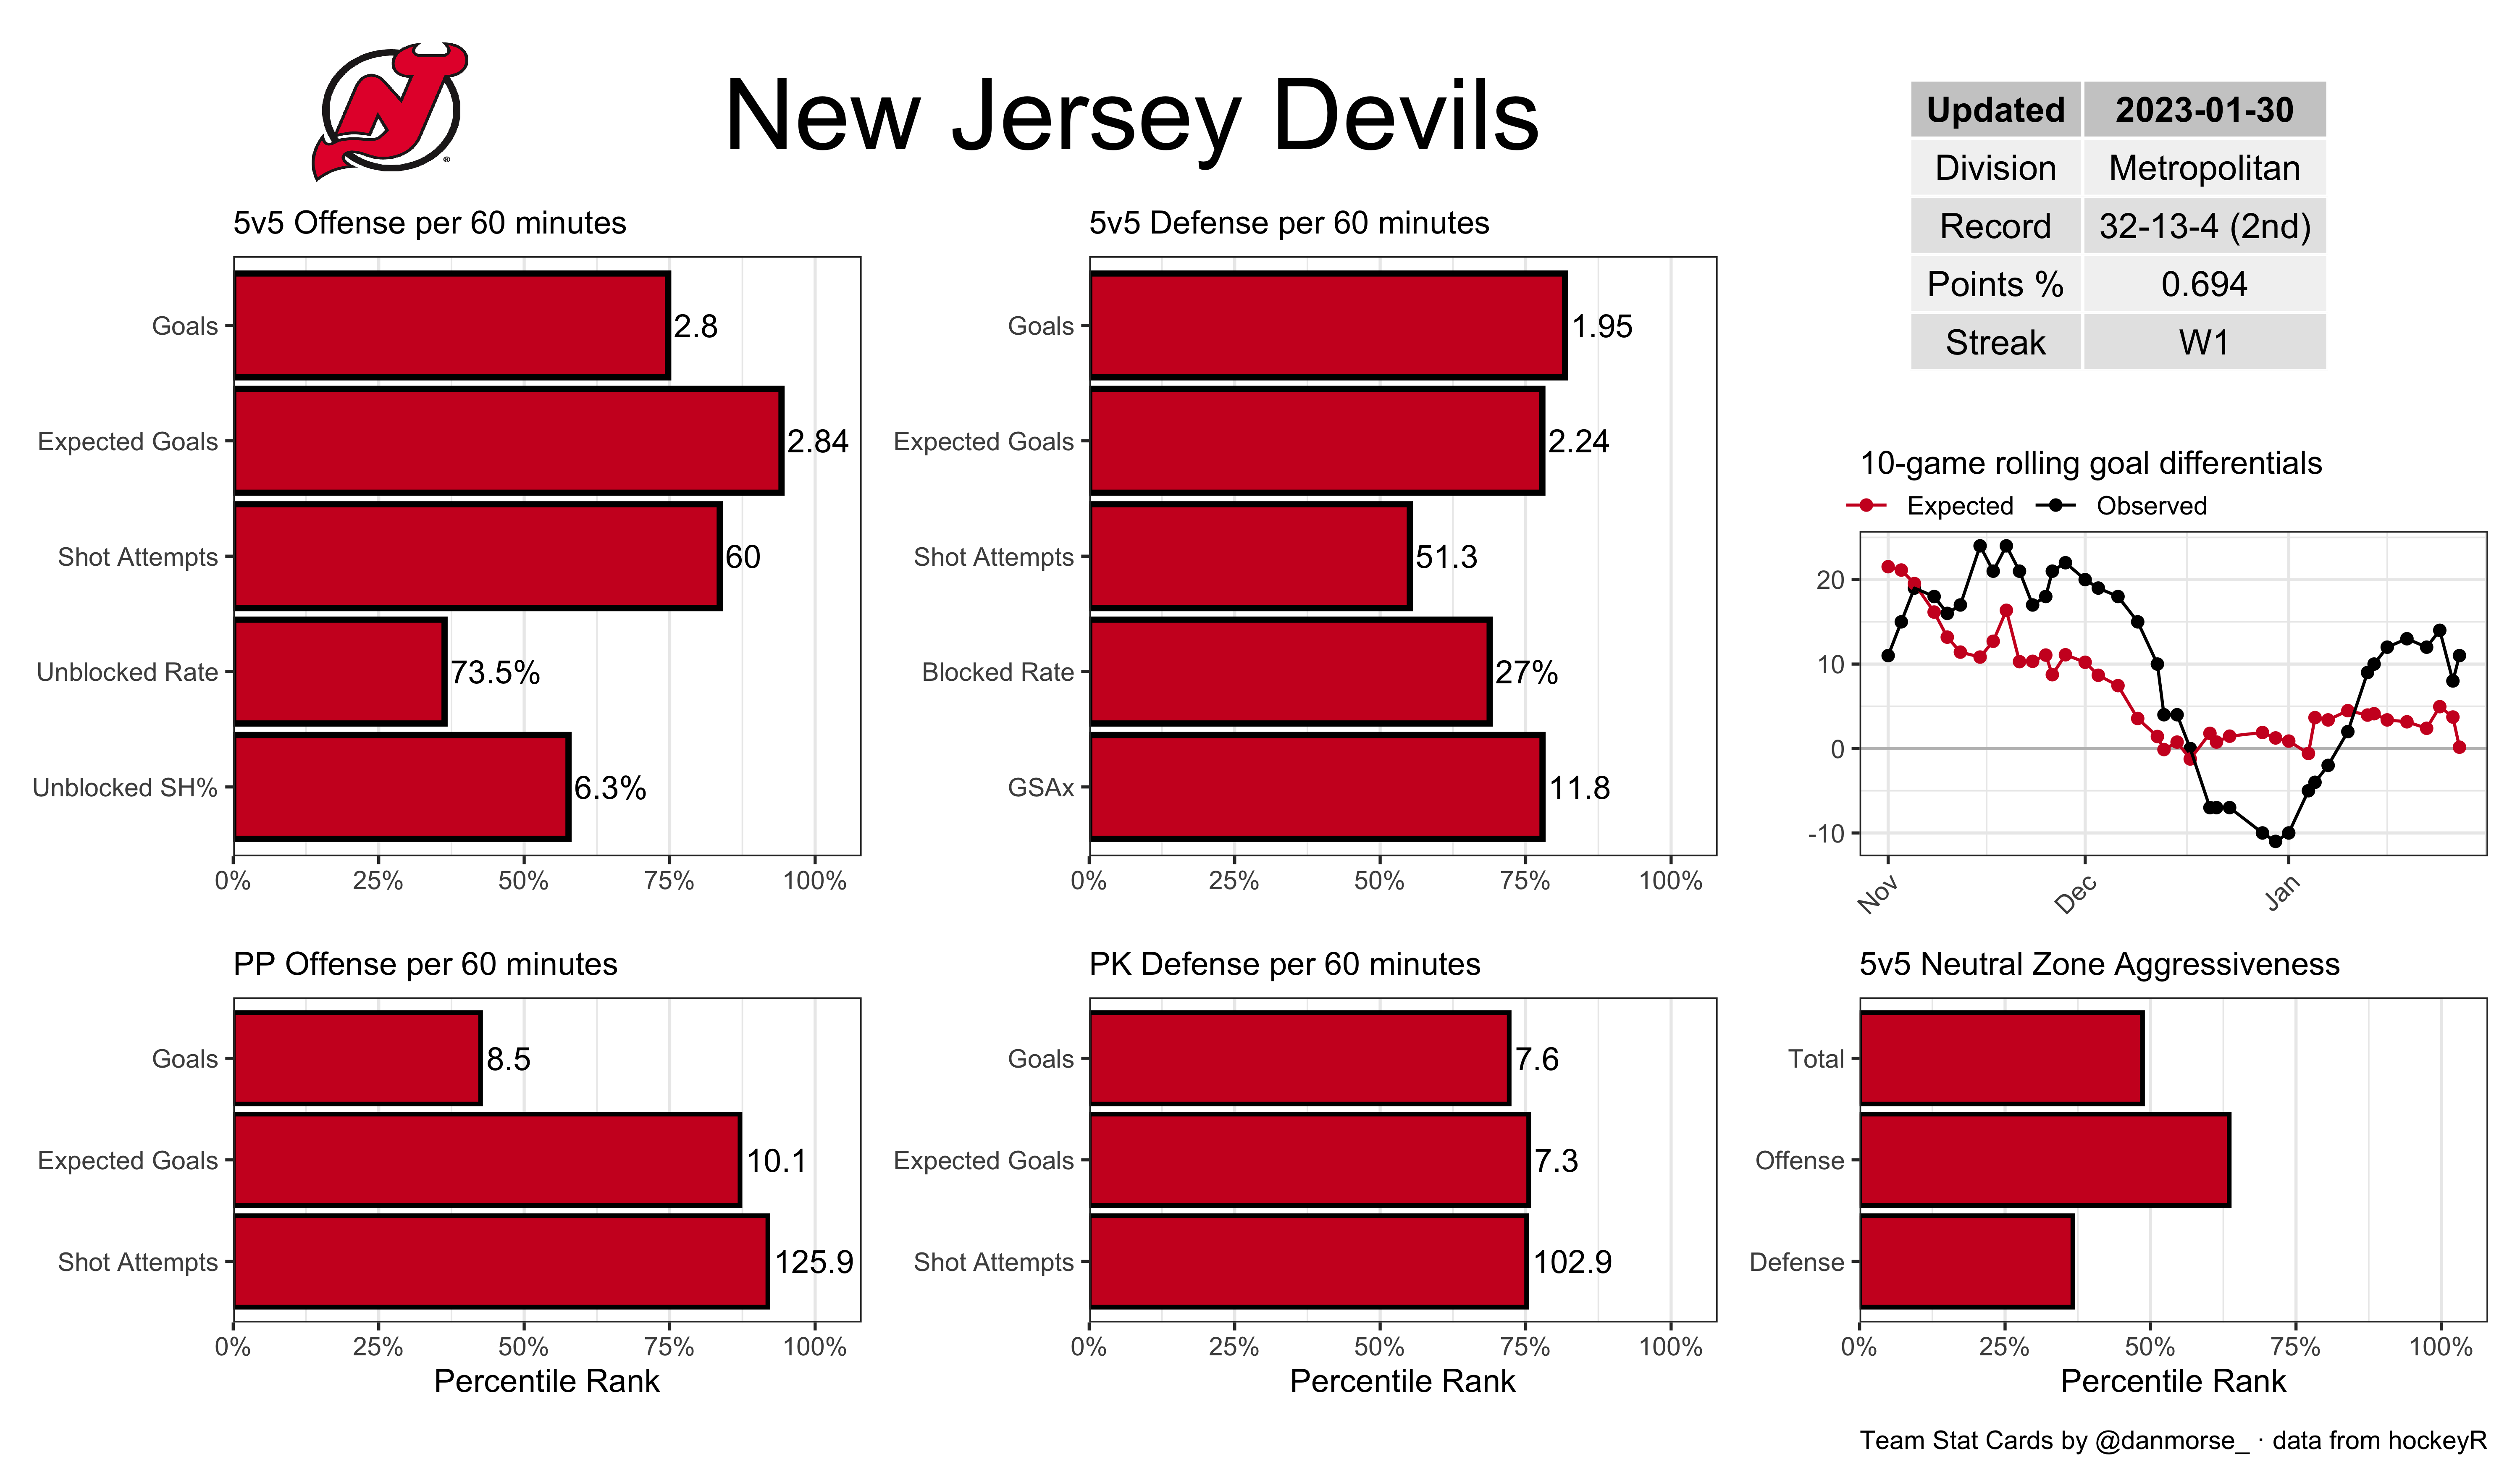 New Jersey Devils
Updated 2023-01-30
Division Metropolitan
Record 32-13-4 (2nd)
Points % 0.694
Streak W1
5v5 Offense per 60 minutes
Goals 2.8
Expected Goals 2.84
Shot Attempts 60
Unblocked Rate 73.5%
Unblocked SH% 6.3%
0% 25% 50% 75% 100%
5v5 Defense per 60 minutes
Goals 1.95
Expected Goals 2.24
Shot Attempts 51.3
Blocked Rate 27%
GSAx 11.8
0% 25% 50% 75% 100%
10-game rolling goal differentials
Expected Observed
20
10
0
-10
Nov Dec Jan
PP Offense per 60 minutes
Goals 8.5
Expected Goals 10.1
Shot Attempts 125.9
0% 25% 50% 75% 100%
Percentile Rank
PK Defense per 60 minutes
Goals 7.6
Expected Goals 7.3
Shot Attempts 102.9
0% 25% 50% 75% 100%
Percentile Rank
5v5 Neutral Zone Aggressiveness
Total
Offense
Defense
0% 25% 50% 75% 100%
Percentile Rank
Team Stat Cards by @danmorse_ · data from hockeyR